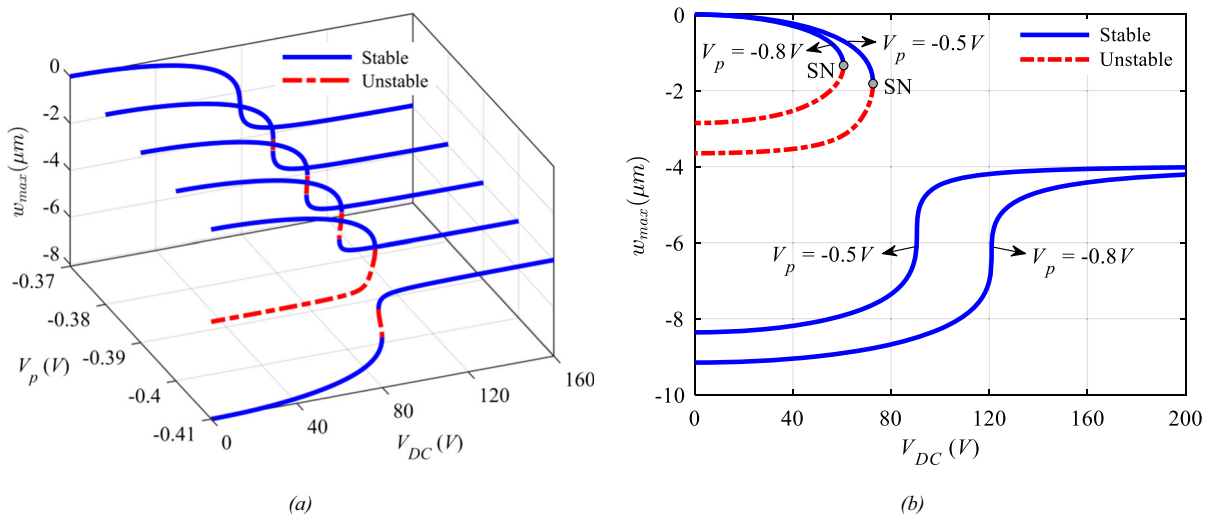 (a)
Stable
Unstable
0
-2
-4
-6
-8
w_max (μm)
-0.37
-0.38
-0.39
-0.4
-0.41
V_p (V)
0
40
80
120
160
V_DC (V)
(a)
(b)
0
-2
-4
-6
-8
-10
w_max (μm)
V_p = -0.8 V
V_p = -0.5 V
SN
SN
Stable
Unstable
V_p = -0.5 V
V_p = -0.8 V
0
40
80
120
160
200
V_DC (V)
(b)